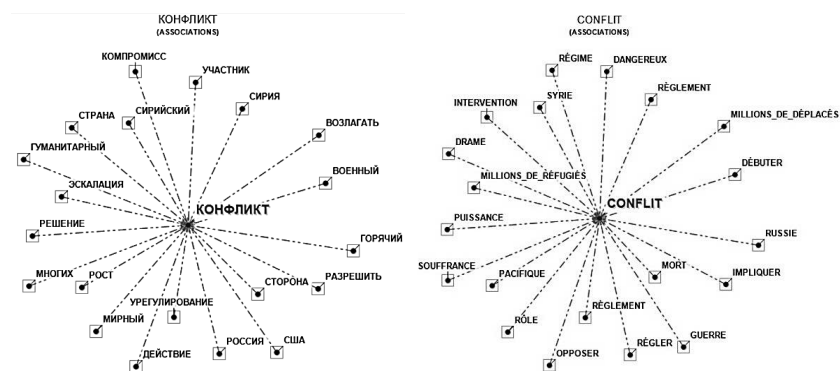 КОНФЛИКТ
(ASSOCIATIONS)
КОМПРОМИСС
УЧАСТНИК
СИРИЯ
СТРАНА
СИРИЙСКИЙ
ВОЗЛАГАТЬ
ГУМАНИТАРНЫЙ
ЭСКАЛАЦИЯ
ВОЕННЫЙ
КОНФЛИКТ
РЕШЕНИЕ
ГОРЯЧИЙ
МНОГИХ
РОСТ
СТОРОНА
РАЗРЕШИТЬ
УРЕГУЛИРОВАНИЕ
МИРНЫЙ
ДЕЙСТВИЕ
РОССИЯ
США
CONFLIT
(ASSOCIATIONS)
RÉGIME
DANGEREUX
SYRIE
RÈGLEMENT
INTERVENTION
MILLIONS_DE_DÉPLACÉS
DRAME
DÉBUTER
MILLIONS_DE_RÉFUGIÉS
CONFLIT
PUISSANCE
RUSSIE
SOUFFRANCE
PACIFIQUE
MORT
IMPLIQUER
RÈGLEMENT
RÔLE
GUERRE
OPPOSER
RÉGLER